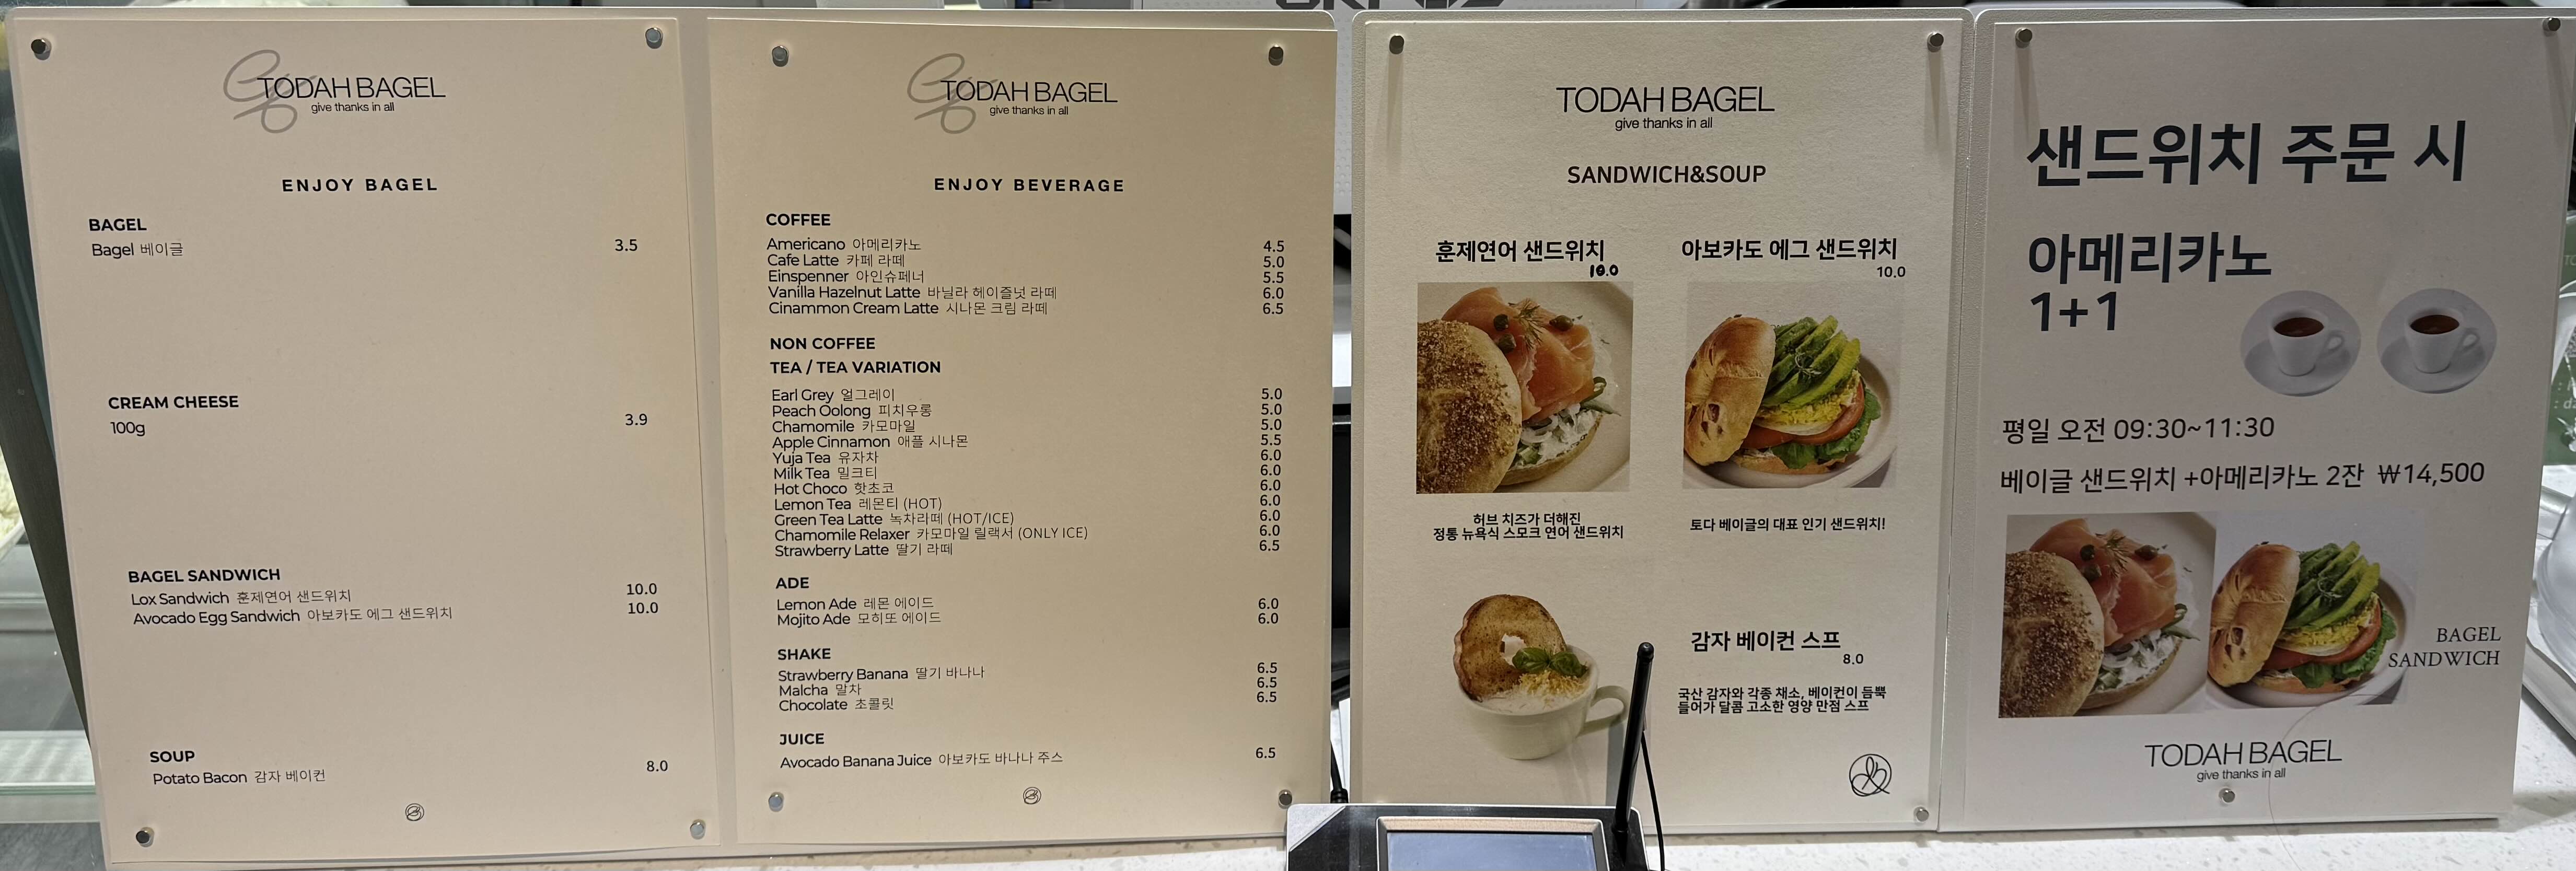 TODAH BAGEL
give thanks in all
ENJOY BAGEL
BAGEL
Bagel 베이글 3.5
CREAM CHEESE
100g 3.9
BAGEL SANDWICH
Lox Sandwich 훈제연어 샌드위치 10.0
Avocado Egg Sandwich 아보카도 에그 샌드위치 10.0
SOUP
Potato Bacon 감자 베이컨 8.0
TODAH BAGEL
give thanks in all
ENJOY BEVERAGE
COFFEE
Americano 아메리카노 4.5
Cafe Latte 카페 라떼 5.0
Einspenner 아인슈페너 5.5
Vanilla Hazelnut Latte 바닐라 헤이즐넛 라떼 6.0
Cinammon Cream Latte 시나몬 크림 라떼 6.5
NON COFFEE
TEA / TEA VARIATION
Earl Grey 얼그레이 5.0
Peach Oolong 피치우롱 5.0
Chamomile 카모마일 5.0
Apple Cinnamon 애플 시나몬 5.5
Yuja Tea 유자차 6.0
Milk Tea 밀크티 6.0
Hot Choco 핫초코 6.0
Lemon Tea 레몬티 (HOT) 6.0
Green Tea Latte 녹차라떼 (HOT/ICE) 6.0
Chamomile Relaxer 카모마일 릴랙서 (ONLY ICE) 6.0
Strawberry Latte 딸기 라떼 6.5
ADE
Lemon Ade 레몬 에이드 6.0
Mojito Ade 모히또 에이드 6.0
SHAKE
Strawberry Banana 딸기 바나나 6.5
Malcha 말차 6.5
Chocolate 초콜릿 6.5
JUICE
Avocado Banana Juice 아보카도 바나나 주스 6.5
TODAH BAGEL
give thanks in all
SANDWICH&SOUP
훈제연어 샌드위치
10.0
허브 치즈가 더해진
정통 뉴욕식 스모크 연어 샌드위치
아보카도 에그 샌드위치
10.0
토다 베이글의 대표 인기 샌드위치!
감자 베이컨 스프
8.0
국산 감자와 각종 채소, 베이컨이 듬뿍
들어가 달콤 고소한 영양 만점 스프
샌드위치 주문 시
아메리카노
1+1
평일 오전 09:30~11:30
베이글 샌드위치 +아메리카노 2잔 ₩14,500
BAGEL
SANDWICH
TODAH BAGEL
give thanks in all